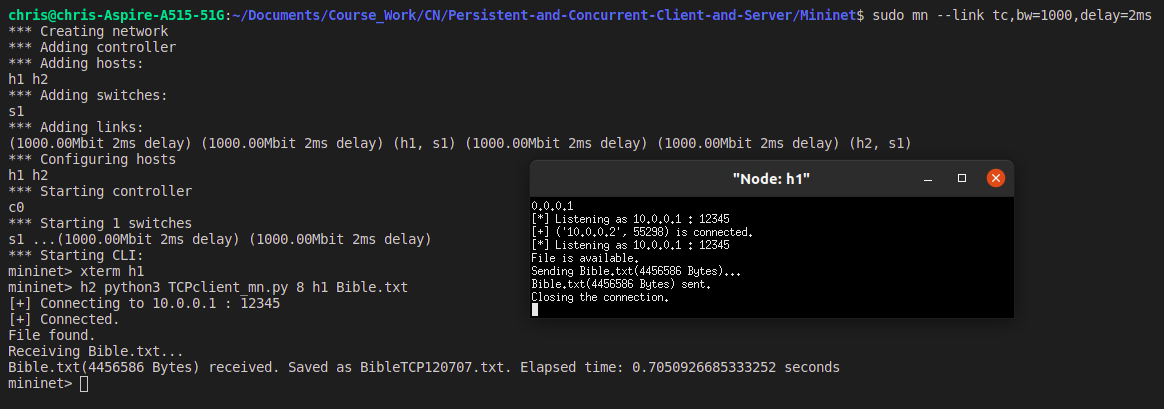 chris@chris-Aspire-A515-51G:~/Documents/Course_Work/CN/Persistent-and-Concurrent-Client-and-Server/Mininet$ sudo mn --link tc,bw=1000,delay=2ms
*** Creating network
*** Adding controller
*** Adding hosts:
h1 h2
*** Adding switches:
s1
*** Adding links:
(1000.00Mbit 2ms delay) (1000.00Mbit 2ms delay) (h1, s1) (1000.00Mbit 2ms delay) (1000.00Mbit 2ms delay) (h2, s1)
*** Configuring hosts
h1 h2
*** Starting controller
c0
*** Starting 1 switches
s1 ...(1000.00Mbit 2ms delay) (1000.00Mbit 2ms delay)
*** Starting CLI:
mininet> xterm h1
mininet> h2 python3 TCPclient_mn.py 8 h1 Bible.txt
[+] Connecting to 10.0.0.1 : 12345
[+] Connected.
File found.
Receiving Bible.txt...
Bible.txt(4456586 Bytes) received. Saved as BibleTCP120707.txt. Elapsed time: 0.7050926685333252 seconds
mininet>
"Node: h1"
0.0.0.1
[*] Listening as 10.0.0.1 : 12345
[+] ('10.0.0.2', 55298) is connected.
[*] Listening as 10.0.0.1 : 12345
File is available.
Sending Bible.txt(4456586 Bytes)...
Bible.txt(4456586 Bytes) sent.
Closing the connection.